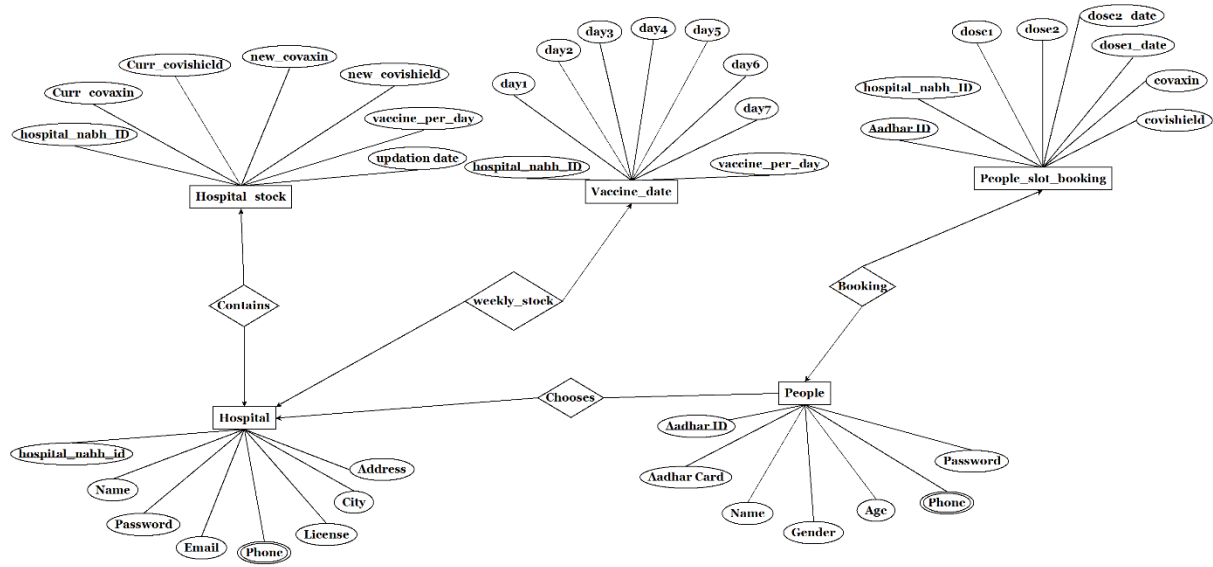 Curr_covishield
new_covaxin
new_covishield
Curr_covaxin
vaccine_per_day
hospital_nabh_ID
updation date
Hospital_stock
day1
day2
day3
day4
day5
day6
day7
hospital_nabh_ID
vaccine_per_day
Vaccine_date
dose1
dose2
dose2_date
dose1_date
hospital_nabh_ID
covaxin
Aadhar ID
covishield
People_slot_booking
Contains
weekly_stock
Booking
Chooses
Hospital
hospital_nabh_id
Name
Password
Email
Phone
License
City
Address
People
Aadhar ID
Aadhar Card
Name
Gender
Age
Phone
Password